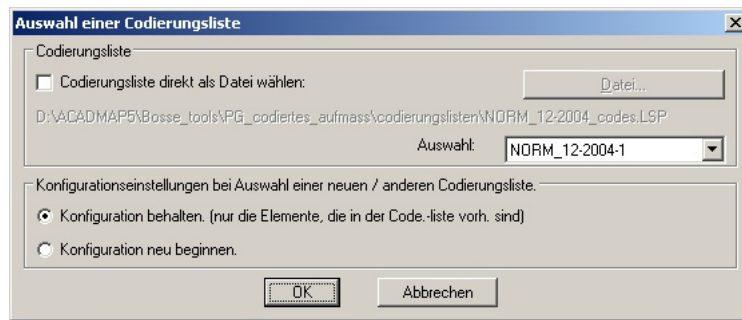 Auswahl einer Codierungsliste
Codierungsliste
Codierungsliste direkt als Datei wählen:
Datei...
D:\ACADMAP5\Bosse_tools\PG_codiertes_aufmass\codierungslisten\NORM_12-2004_codes.LSP
Auswahl:
NORM_12-2004-1
Konfigurationseinstellungen bei Auswahl einer neuen / anderen Codierungsliste.
Konfiguration behalten. (nur die Elemente, die in der Code.-liste vorh. sind)
Konfiguration neu beginnen.
OK
Abbrechen